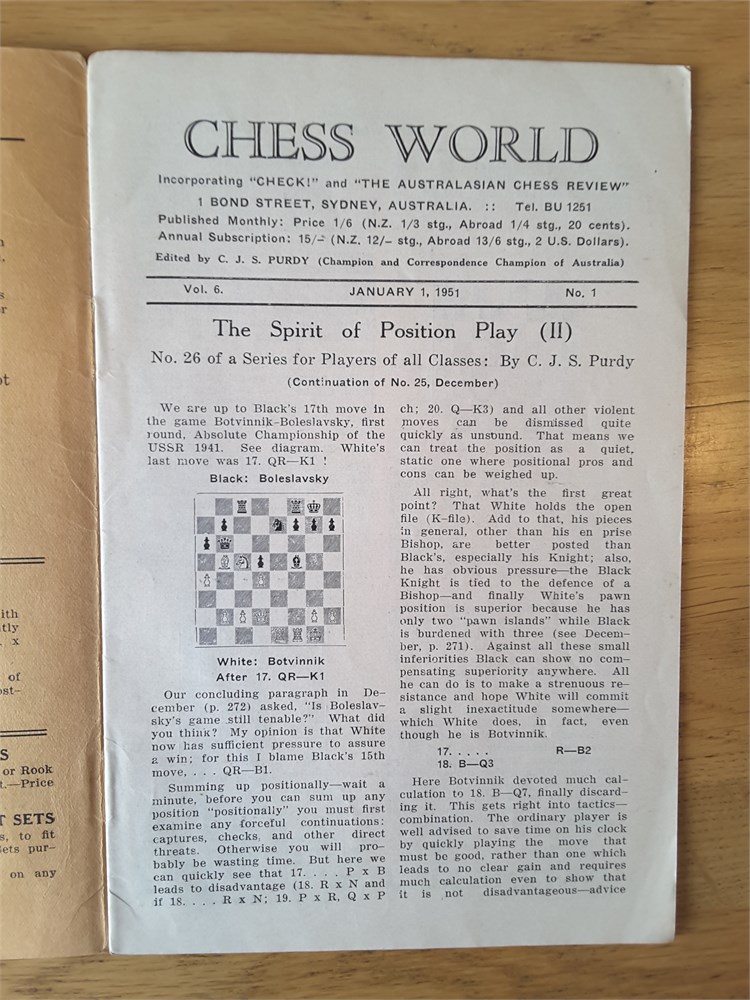 CHESS WORLD
Incorporating "CHECK!" and "THE AUSTRALASIAN CHESS REVIEW"
1 BOND STREET, SYDNEY, AUSTRALIA. :: Tel. BU 1251
Published Monthly: Price 1/6 (N.Z. 1/3 stg., Abroad 1/4 stg., 20 cents).
Annual Subscription: 15/- (N.Z. 12/- stg., Abroad 13/6 stg., 2 U.S. Dollars).
Edited by C. J. S. PURDY (Champion and Correspondence Champion of Australia)
Vol. 6. JANUARY 1, 1951 No. 1
The Spirit of Position Play (II)
No. 26 of a Series for Players of all Classes: By C. J. S. Purdy
(Continuation of No. 25, December)
We are up to Black's 17th move in
the game Botvinnik-Boleslavsky, first
round, Absolute Championship of the
USSR 1941. See diagram. White's
last move was 17. QR—K1 !
Black: Boleslavsky
White: Botvinnik
After 17. QR—K1
Our concluding paragraph in De-
cember (p. 272) asked, "Is Boleslav-
sky's game still tenable?" What did
you think? My opinion is that White
now has sufficient pressure to assure
a win; for this I blame Black's 15th
move, . . . QR—B1.
Summing up positionally—wait a
minute, before you can sum up any
position "positionally" you must first
examine any forceful continuations:
captures, checks, and other direct
threats. Otherwise you will pro-
bably be wasting time. But here we
can quickly see that 17. . . . P x B
leads to disadvantage (18. R x N and
if 18. . . . R x N; 19. P x R, Q x P
ch; 20. Q—K3) and all other violent
moves can be dismissed quite
quickly as unsound. That means we
can treat the position as a quiet,
static one where positional pros and
cons can be weighed up.
All right, what's the first great
point? That White holds the open
file (K-file). Add to that, his pieces
in general, other than his en prise
Bishop, are better posted than
Black's, especially his Knight; also,
he has obvious pressure—the Black
Knight is tied to the defence of a
Bishop—and finally White's pawn
position is superior because he has
only two "pawn islands" while Black
is burdened with three (see Decem-
ber, p. 271). Against all these small
inferiorities Black can show no com-
pensating superiority anywhere. All
he can do is to make a strenuous re-
sistance and hope White will commit
a slight inexactitude somewhere—
which White does, in fact, even
though he is Botvinnik.
17. . . . . R—B2
18. B—Q3
Here Botvinnik devoted much cal-
culation to 18. B—Q7, finally discard-
ing it. This gets right into tactics—
combination. The ordinary player is
well advised to save time on his clock
by quickly playing the move that
must be good, rather than one which
leads to no clear gain and requires
much calculation even to show that
it is not disadvantageous—advice
ith
tly
x
of
ost-
S
or Rook
t.—Price
T SETS
s, to fit
Sets pur-
on any